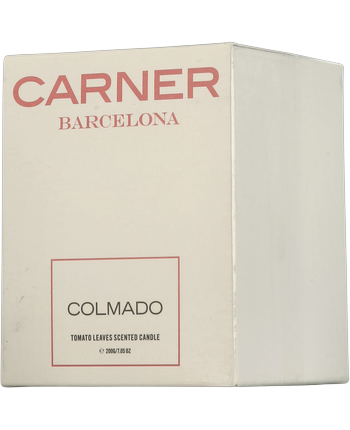 CARNER
BARCELONA
COLMADO
TOMATO LEAVES SCENTED CANDLE
℮ 200G/7.05 OZ